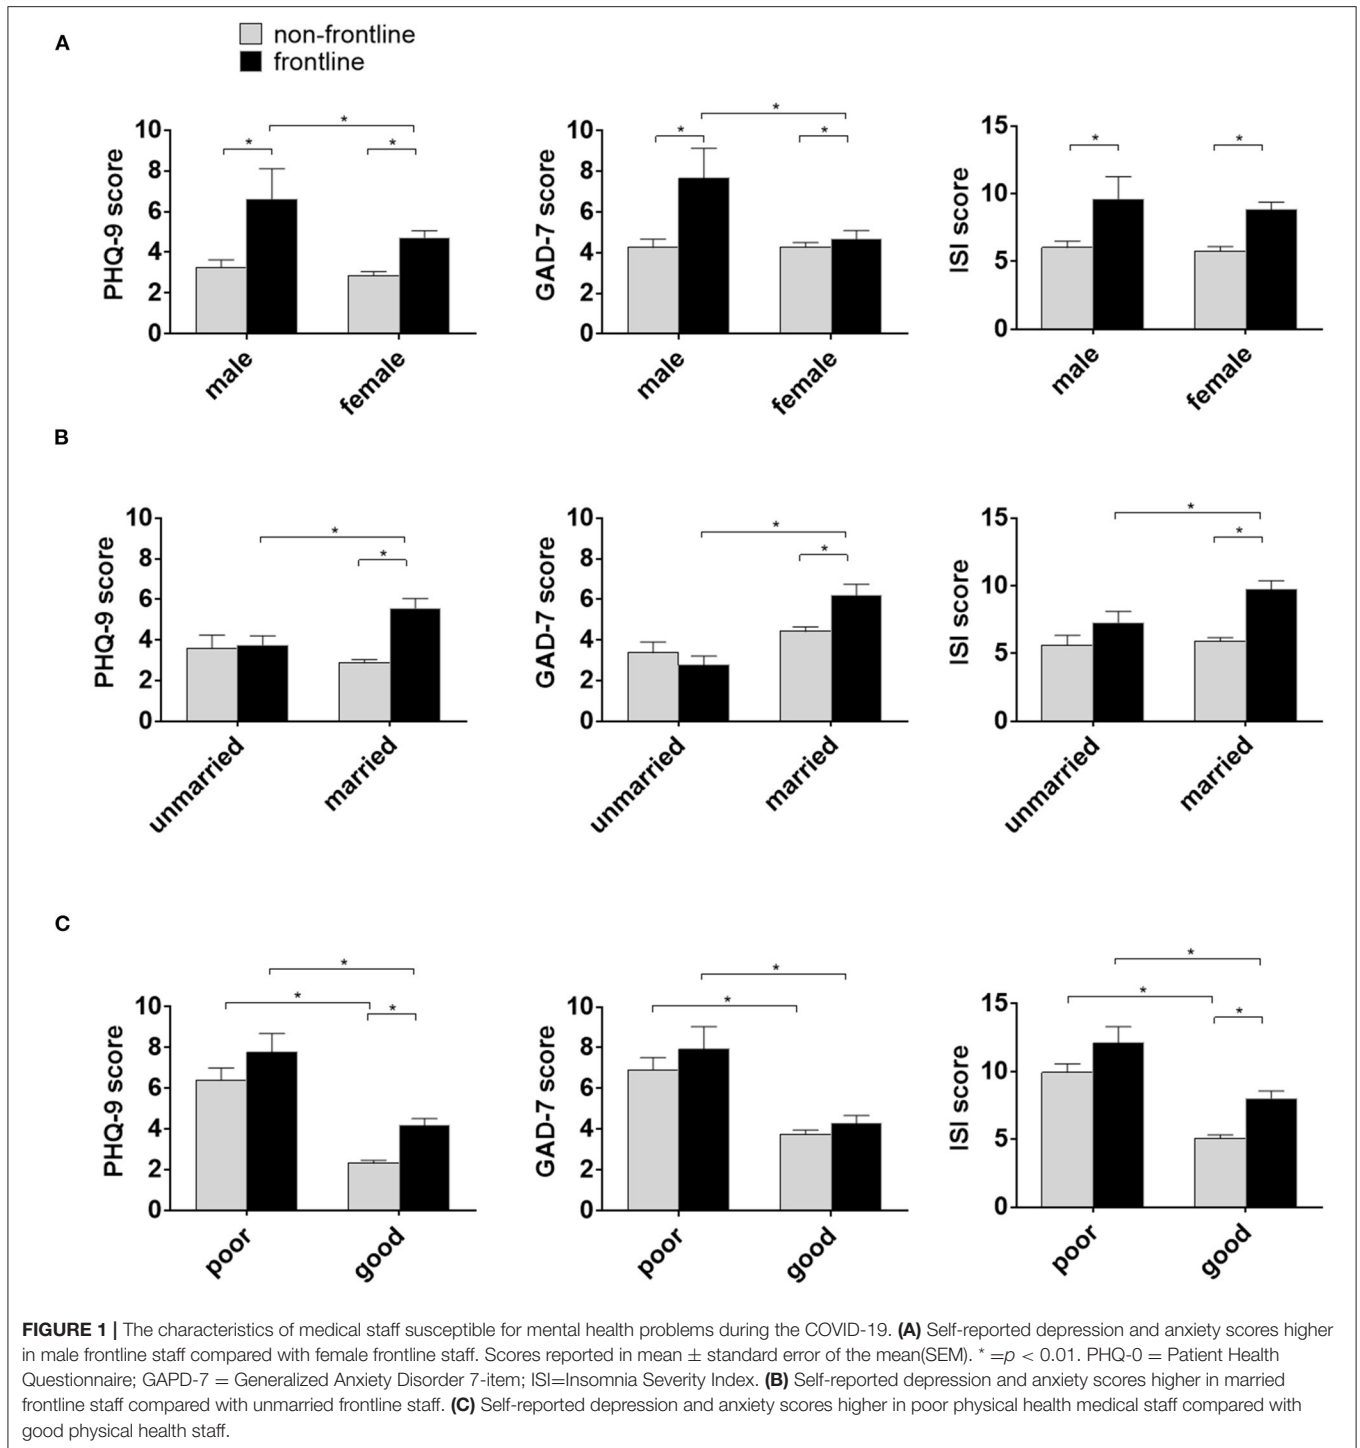 A
non-frontline
frontline
10
8
6
4
2
0
PHQ-9 score
*
*
*
male
female
10
8
6
4
2
0
GAD-7 score
*
*
*
male
female
15
10
5
0
ISI score
*
*
male
female
B
10
8
6
4
2
0
PHQ-9 score
*
*
unmarried
married
10
8
6
4
2
0
GAD-7 score
*
*
unmarried
married
15
10
5
0
ISI score
*
*
unmarried
married
C
10
8
6
4
2
0
PHQ-9 score
*
*
*
poor
good
10
8
6
4
2
0
GAD-7 score
*
*
poor
good
15
10
5
0
ISI score
*
*
*
poor
good
FIGURE 1 | The characteristics of medical staff susceptible for mental health problems during the COVID-19. (A) Self-reported depression and anxiety scores higher
in male frontline staff compared with female frontline staff. Scores reported in mean ± standard error of the mean(SEM). * =p < 0.01. PHQ-0 = Patient Health
Questionnaire; GAPD-7 = Generalized Anxiety Disorder 7-item; ISI=Insomnia Severity Index. (B) Self-reported depression and anxiety scores higher in married
frontline staff compared with unmarried frontline staff. (C) Self-reported depression and anxiety scores higher in poor physical health medical staff compared with
good physical health staff.